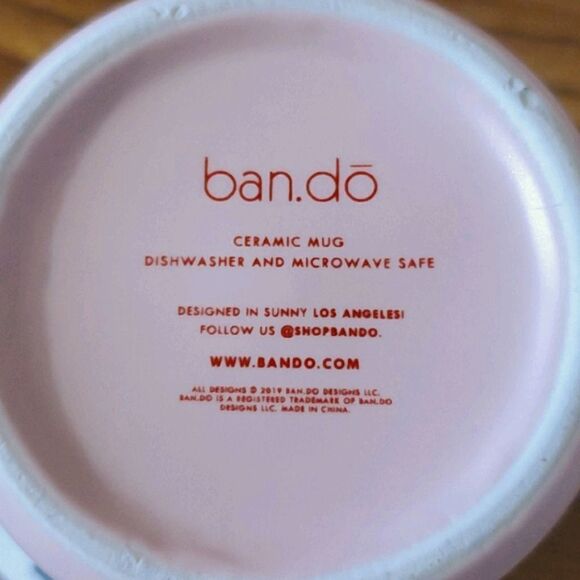 ban.dō
CERAMIC MUG
DISHWASHER AND MICROWAVE SAFE
DESIGNED IN SUNNY LOS ANGELES!
FOLLOW US @SHOPBANDO.
WWW.BANDO.COM
ALL DESIGNS © 2019 BAN.DO DESIGNS LLC.
BAN.DO IS A REGISTERED TRADEMARK OF BAN.DO
DESIGNS LLC. MADE IN CHINA.